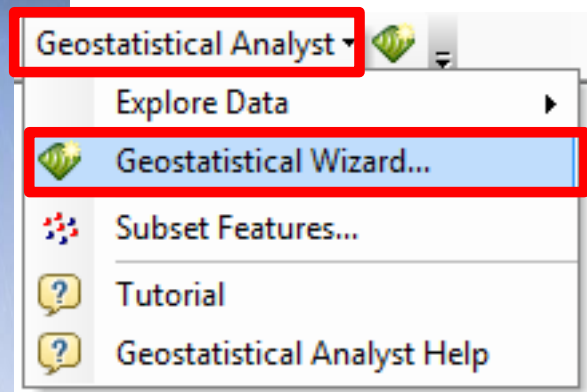 Geostatistical Analyst
Explore Data
Geostatistical Wizard...
Subset Features...
Tutorial
Geostatistical Analyst Help